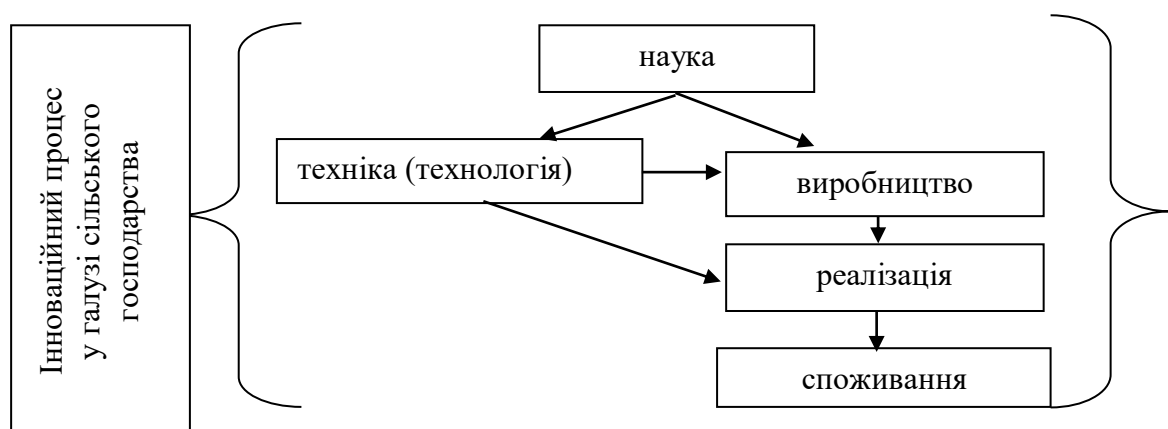 Інноваційний процес
у галузі сільського
господарства
наука
техніка (технологія)
виробництво
реалізація
споживання